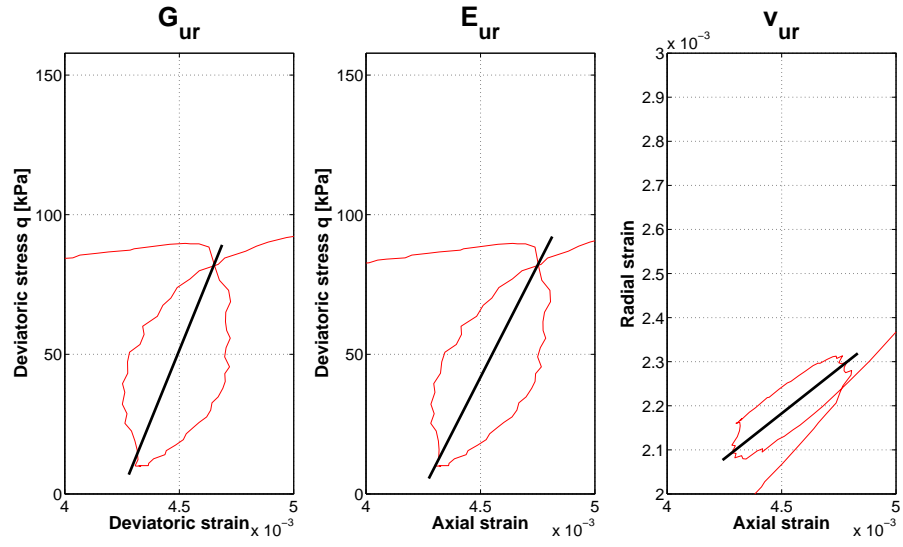 G_ur
Deviatoric stress q [kPa]
150
100
50
0
4
4.5
5
Deviatoric strain
x 10^-3
E_ur
Deviatoric stress q [kPa]
150
100
50
0
4
4.5
5
Axial strain
x 10^-3
v_ur
x 10^-3
Radial strain
3
2.9
2.8
2.7
2.6
2.5
2.4
2.3
2.2
2.1
2
4
4.5
5
Axial strain
x 10^-3